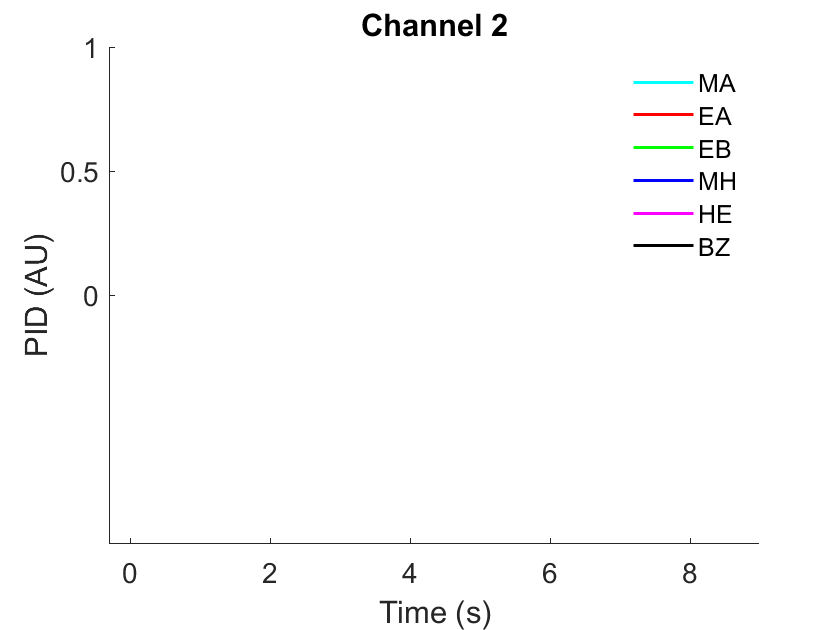 Channel 2
1
0.5
0
PID (AU)
MA
EA
EB
MH
HE
BZ
0 2 4 6 8
Time (s)